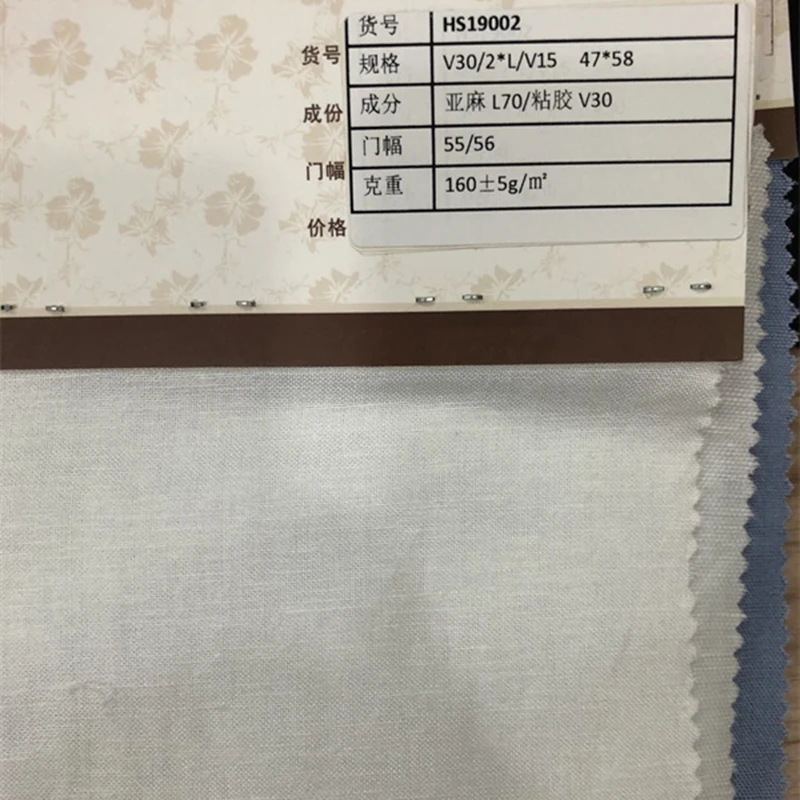 货号 HS19002
规格 V30/2*L/V15 47*58
成分 亚麻 L70/粘胶 V30
门幅 55/56
克重 160±5g/㎡
货号
成份
门幅
价格